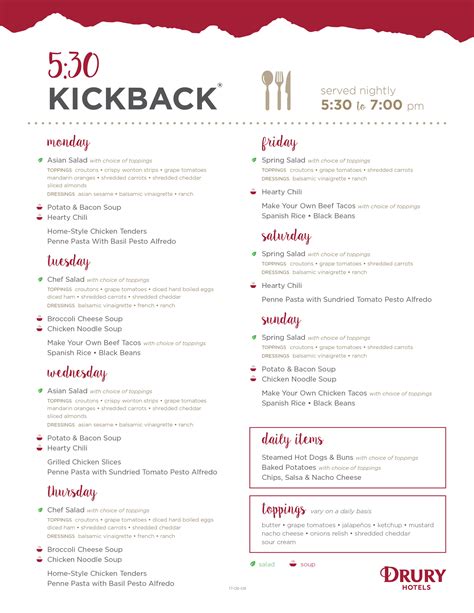 5:30
KICKBACK®
served nightly
5:30 to 7:00 pm
monday
Asian Salad with choice of toppings
TOPPINGS croutons • crispy wonton strips • grape tomatoes
mandarin oranges • shredded carrots • shredded cheddar
sliced almonds
DRESSINGS asian sesame • balsamic vinaigrette • ranch
Potato & Bacon Soup
Hearty Chili
Home-Style Chicken Tenders
Penne Pasta With Basil Pesto Alfredo
tuesday
Chef Salad with choice of toppings
TOPPINGS croutons • grape tomatoes • diced hard boiled eggs
diced ham • shredded carrots • shredded cheddar
DRESSINGS balsamic vinaigrette • french • ranch
Broccoli Cheese Soup
Chicken Noodle Soup
Make Your Own Beef Tacos with choice of toppings
Spanish Rice • Black Beans
wednesday
Asian Salad with choice of toppings
TOPPINGS croutons • crispy wonton strips • grape tomatoes
mandarin oranges • shredded carrots • shredded cheddar
sliced almonds
DRESSINGS asian sesame • balsamic vinaigrette • ranch
Potato & Bacon Soup
Hearty Chili
Grilled Chicken Slices
Penne Pasta with Sundried Tomato Pesto Alfredo
thursday
Chef Salad with choice of toppings
TOPPINGS croutons • grape tomatoes • diced hard boiled eggs
diced ham • shredded carrots • shredded cheddar
DRESSINGS balsamic vinaigrette • french • ranch
Broccoli Cheese Soup
Chicken Noodle Soup
Home-Style Chicken Tenders
Penne Pasta With Basil Pesto Alfredo
friday
Spring Salad with choice of toppings
TOPPINGS croutons • grape tomatoes • shredded carrots
shredded cheddar
DRESSINGS balsamic vinaigrette • ranch
Hearty Chili
Make Your Own Beef Tacos with choice of toppings
Spanish Rice • Black Beans
saturday
Spring Salad with choice of toppings
TOPPINGS croutons • grape tomatoes • shredded carrots
shredded cheddar
DRESSINGS balsamic vinaigrette • ranch
Hearty Chili
Penne Pasta with Sundried Tomato Pesto Alfredo
sunday
Spring Salad with choice of toppings
TOPPINGS croutons • grape tomatoes • shredded carrots
shredded cheddar
DRESSINGS balsamic vinaigrette • ranch
Potato & Bacon Soup
Chicken Noodle Soup
Make Your Own Chicken Tacos with choice of toppings
Spanish Rice • Black Beans
daily items
Steamed Hot Dogs & Buns with choice of toppings
Baked Potatoes with choice of toppings
Chips, Salsa & Nacho Cheese
toppings vary on a daily basis
butter • grape tomatoes • jalapeños • ketchup • mustard
nacho cheese • onions • relish • shredded cheddar
sour cream
salad soup
DRURY
HOTELS